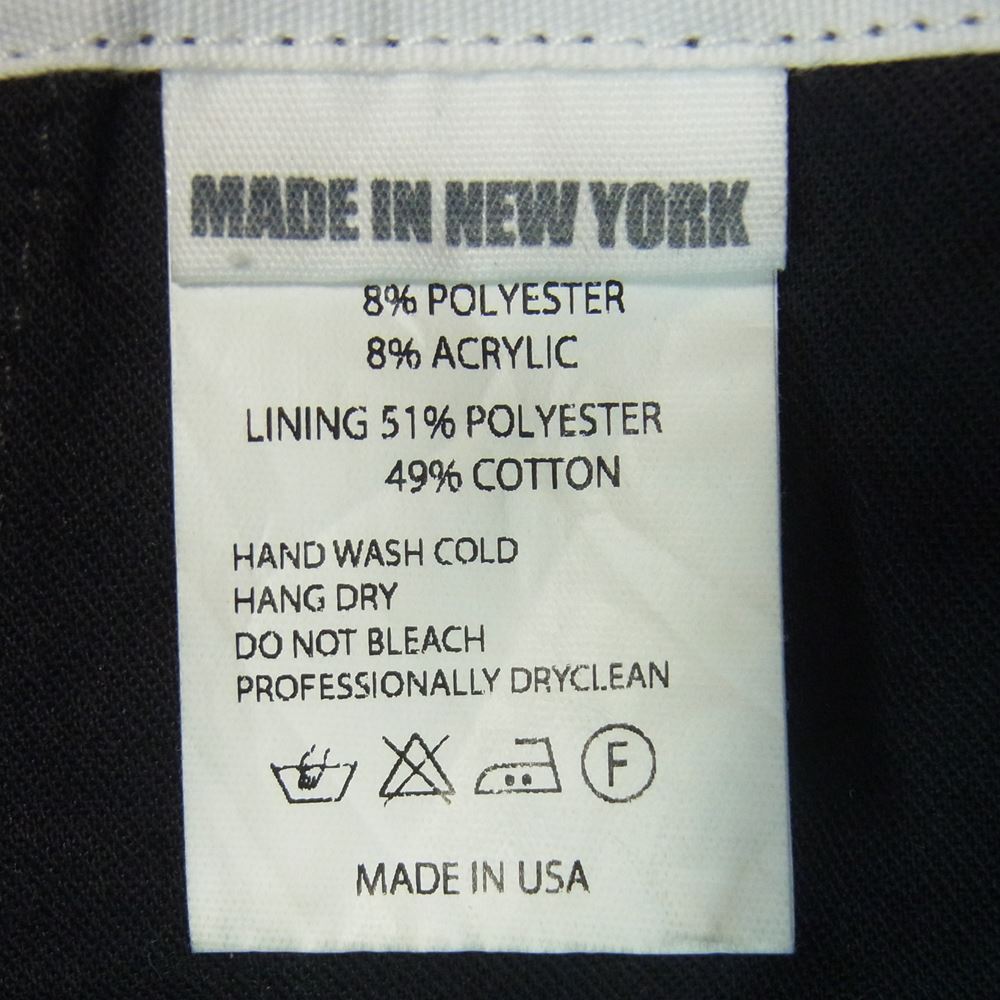 MADE IN NEW YORK
8% POLYESTER
8% ACRYLIC
LINING 51% POLYESTER
49% COTTON
HAND WASH COLD
HANG DRY
DO NOT BLEACH
PROFESSIONALLY DRYCLEAN
F
MADE IN USA